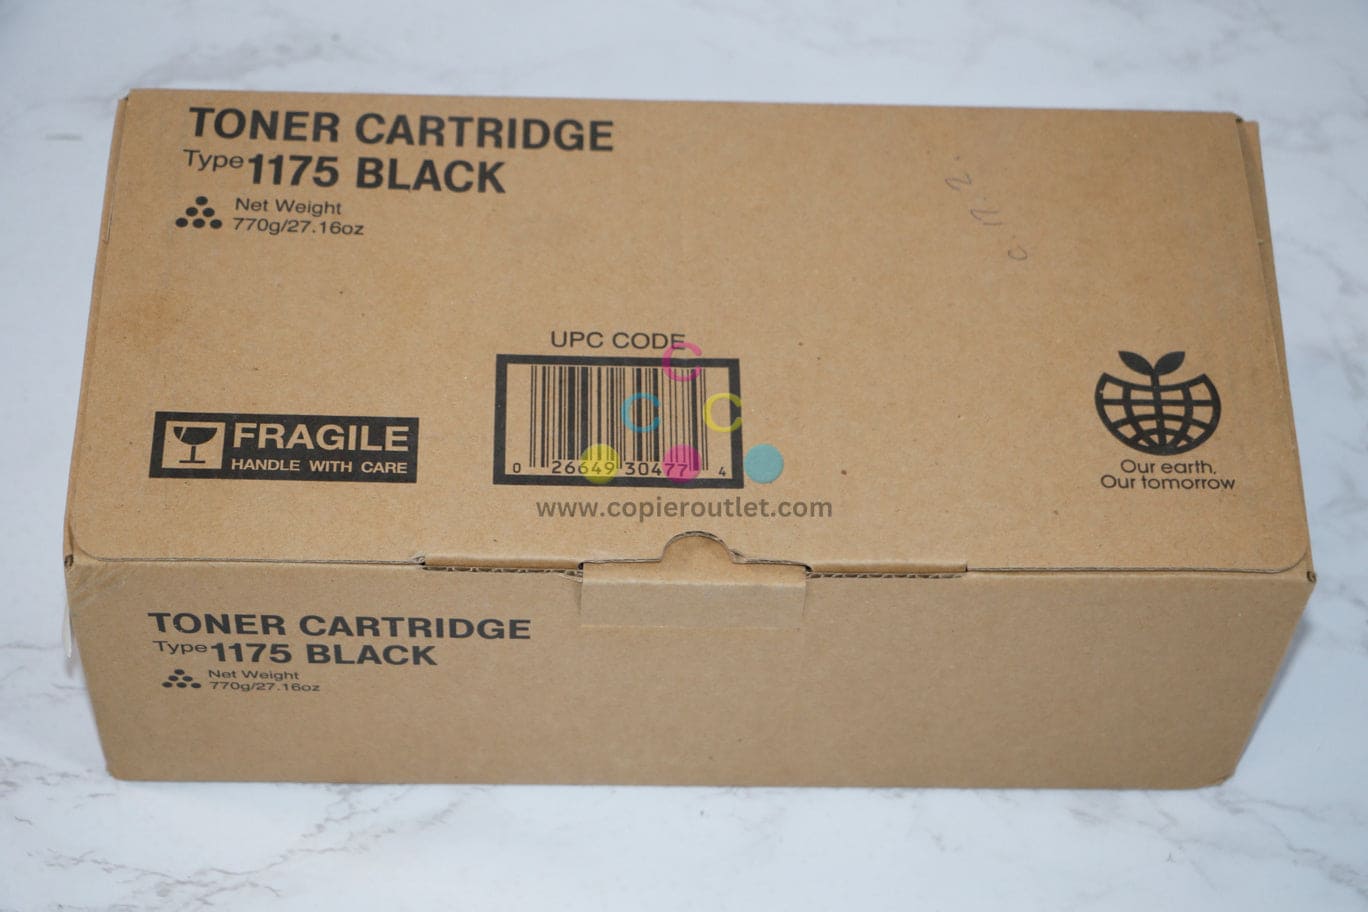 TONER CARTRIDGE
Type 1175 BLACK
Net Weight
770g/27.16oz
UPC CODE
0 26649 30477 4
FRAGILE
HANDLE WITH CARE
Our earth,
Our tomorrow
C
C C
www.copieroutlet.com
TONER CARTRIDGE
Type 1175 BLACK
Net Weight
770g/27.16oz